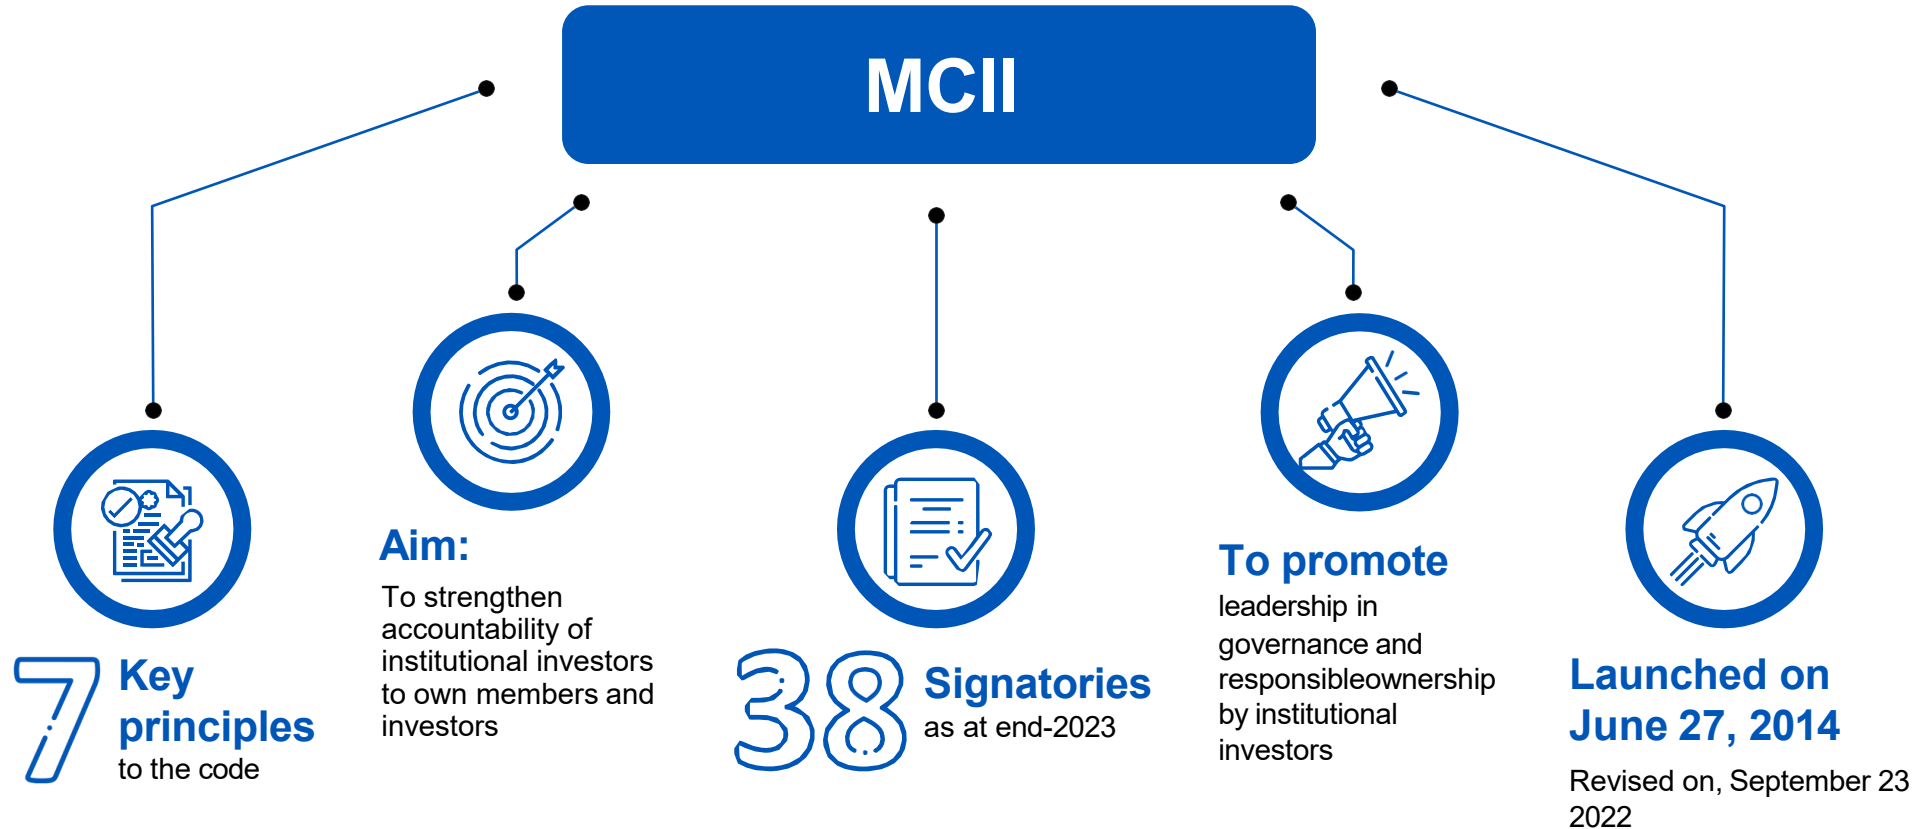 MCII
7 Key
principles
to the code
Aim:
To strengthen
accountability of
institutional investors
to own members and
investors
38 Signatories
as at end-2023
To promote
leadership in
governance and
responsibleownership
by institutional
investors
Launched on
June 27, 2014
Revised on, September 23
2022